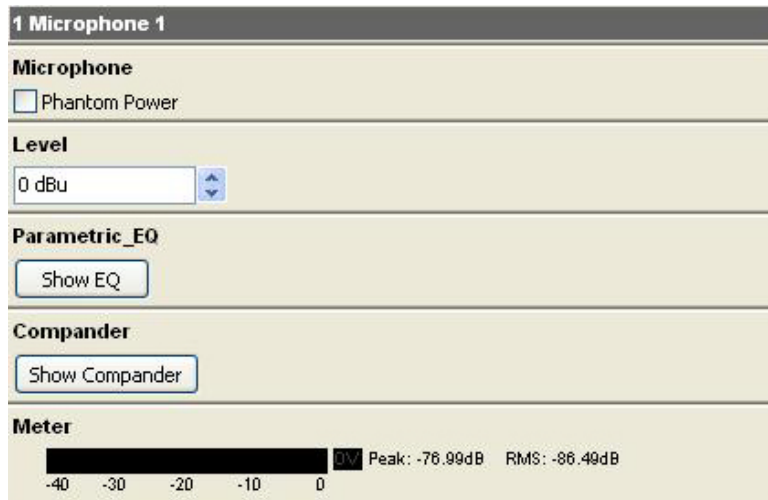 1 Microphone 1
Microphone
Phantom Power
Level
0 dBu
Parametric_EQ
Show EQ
Compander
Show Compander
Meter
OV Peak: -76.99dB RMS: -86.49dB
-40 -30 -20 -10 0